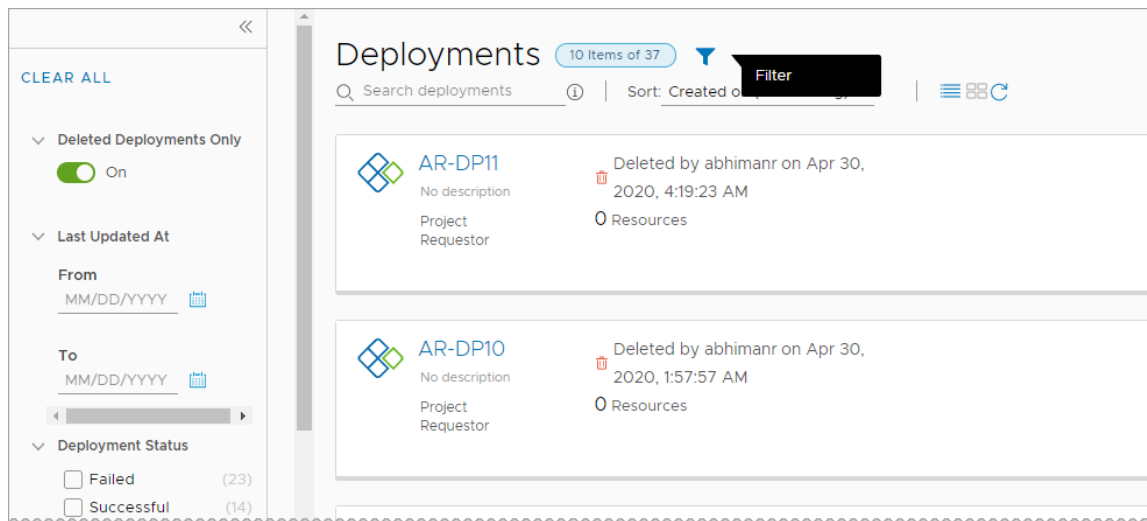 CLEAR ALL
Deleted Deployments Only
On
Last Updated At
From
MM/DD/YYYY
To
MM/DD/YYYY
Deployment Status
Failed (23)
Successful (14)
Deployments 10 Items of 37
Filter
Search deployments Sort: Created
AR-DP11
No description
Project
Requestor
Deleted by abhimanr on Apr 30,
2020, 4:19:23 AM
0 Resources
AR-DP10
No description
Project
Requestor
Deleted by abhimanr on Apr 30,
2020, 1:57:57 AM
0 Resources